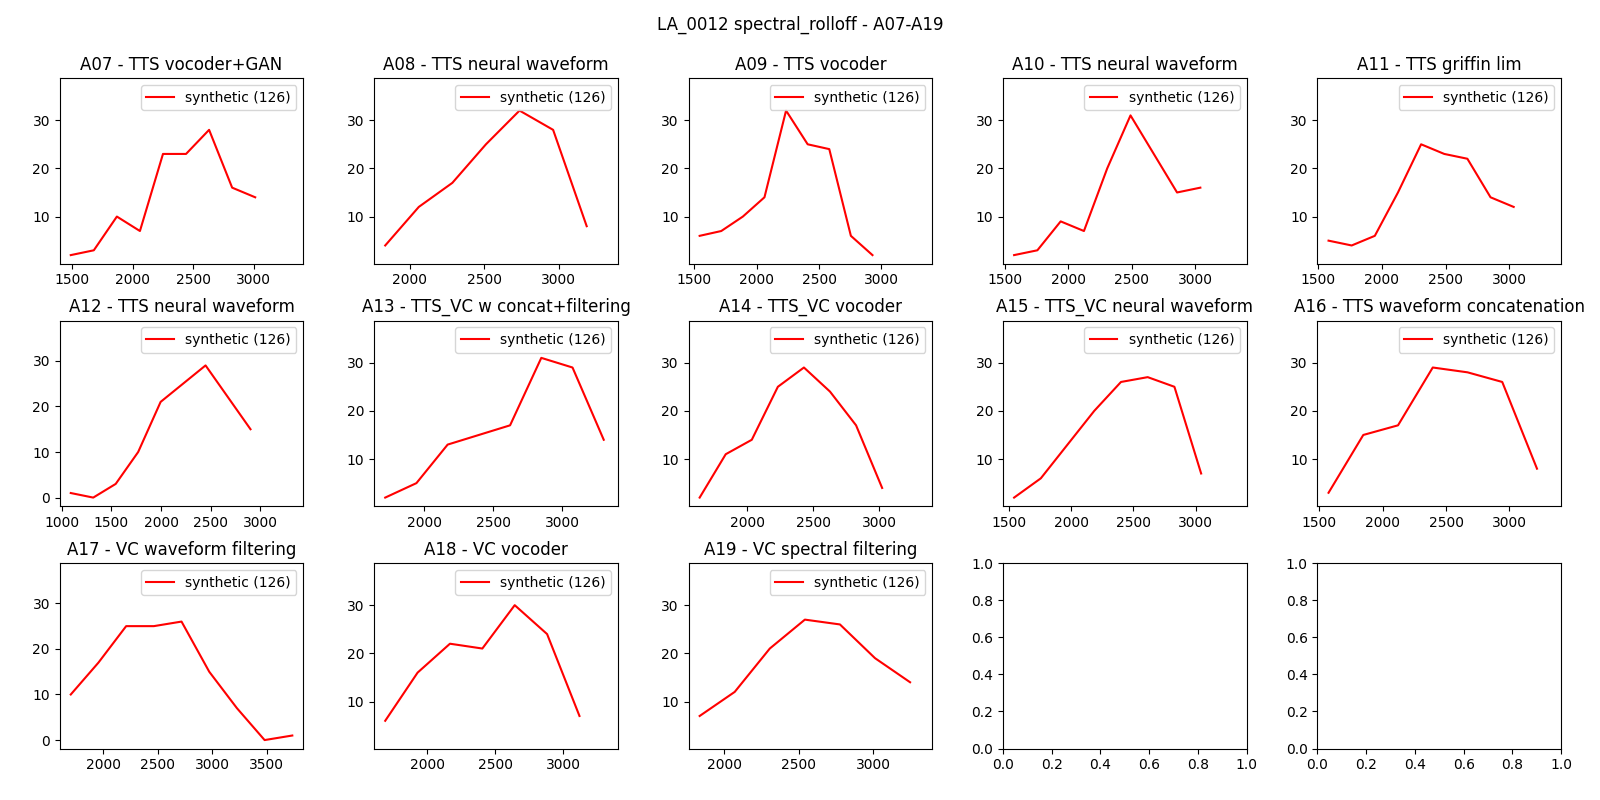 LA_0012 spectral_rolloff - A07-A19
A07 - TTS vocoder+GAN
synthetic (126)
30
20
10
1500 2000 2500 3000
A08 - TTS neural waveform
synthetic (126)
30
20
10
2000 2500 3000
A09 - TTS vocoder
synthetic (126)
30
20
10
1500 2000 2500 3000
A10 - TTS neural waveform
synthetic (126)
30
20
10
1500 2000 2500 3000
A11 - TTS griffin lim
synthetic (126)
30
20
10
1500 2000 2500 3000
A12 - TTS neural waveform
synthetic (126)
30
20
10
0
1000 1500 2000 2500 3000
A13 - TTS_VC w concat+filtering
synthetic (126)
30
20
10
2000 2500 3000
A14 - TTS_VC vocoder
synthetic (126)
30
20
10
2000 2500 3000
A15 - TTS_VC neural waveform
synthetic (126)
30
20
10
1500 2000 2500 3000
A16 - TTS waveform concatenation
synthetic (126)
30
20
10
1500 2000 2500 3000
A17 - VC waveform filtering
synthetic (126)
30
20
10
0
2000 2500 3000 3500
A18 - VC vocoder
synthetic (126)
30
20
10
2000 2500 3000
A19 - VC spectral filtering
synthetic (126)
30
20
10
2000 2500 3000
1.0
0.8
0.6
0.4
0.2
0.0
0.0 0.2 0.4 0.6 0.8 1.0
1.0
0.8
0.6
0.4
0.2
0.0
0.0 0.2 0.4 0.6 0.8 1.0